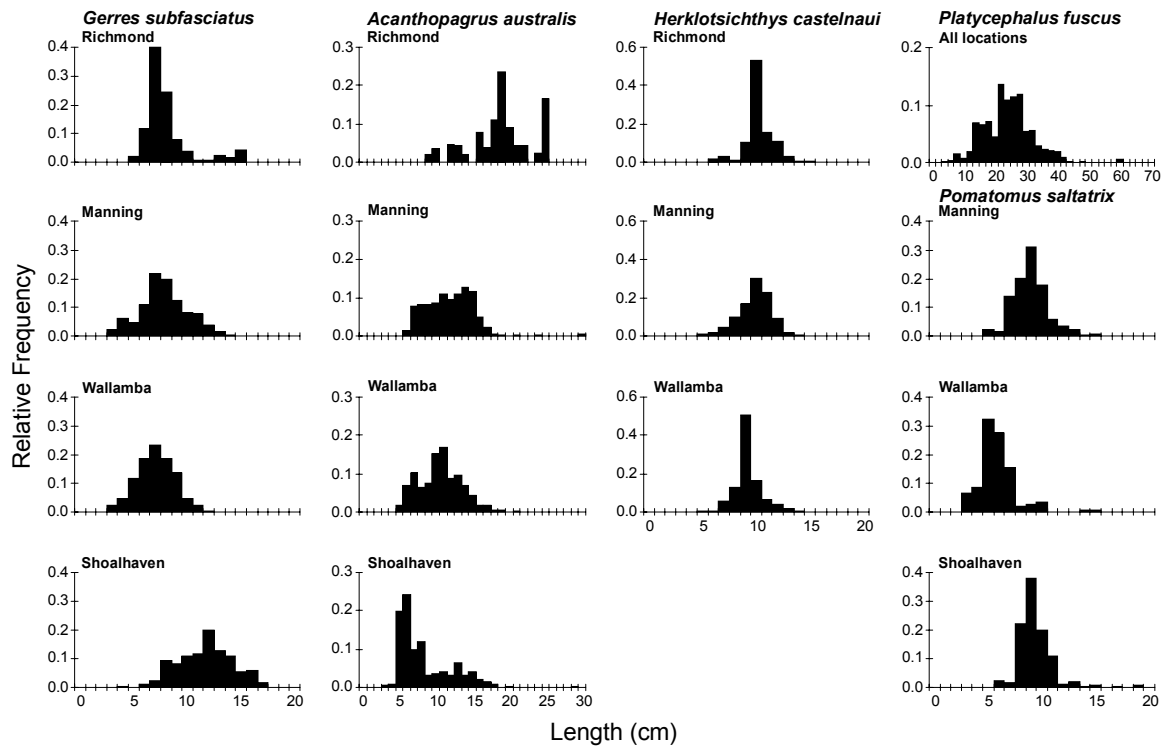 Gerres subfasciatus Acanthopagrus australis Herklotsichthys castelnaui Platycephalus fuscus
Richmond Richmond Richmond All locations
0.4 0.3 0.6 0.2
0.3
0.2 0.4
0.2 0.1
0.1 0.2
0.1
0.0 0.0 0.0 0.0
0 10 20 30 40 50 60 70
Pomatomus saltatrix
Manning Manning Manning Manning
0.4 0.3 0.6 0.4
0.3 0.3
0.2 0.4
0.2 0.2
0.1 0.2
0.1 0.1
0.0 0.0 0.0 0.0
Wallamba Wallamba Wallamba Wallamba
0.4 0.3 0.6 0.4
0.3 0.3
0.2 0.4
0.2 0.2
0.1 0.2
0.1 0.1
0.0 0.0 0.0 0.0
0 5 10 15 20
Shoalhaven Shoalhaven Shoalhaven
0.4 0.3 0.4
0.3 0.3
0.2
0.2 0.2
0.1
0.1 0.1
0.0 0.0 0.0
0 5 10 15 20 0 5 10 15 20 25 30 0 5 10 15 20
Relative Frequency
Length (cm)